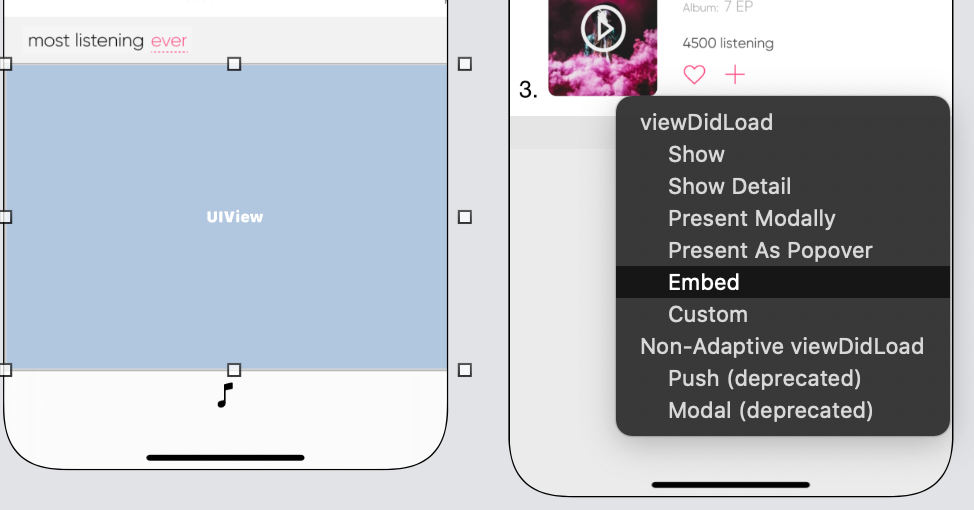 most listening ever
UIView
Album: 7 EP
4500 listening
3.
viewDidLoad
Show
Show Detail
Present Modally
Present As Popover
Embed
Custom
Non-Adaptive viewDidLoad
Push (deprecated)
Modal (deprecated)